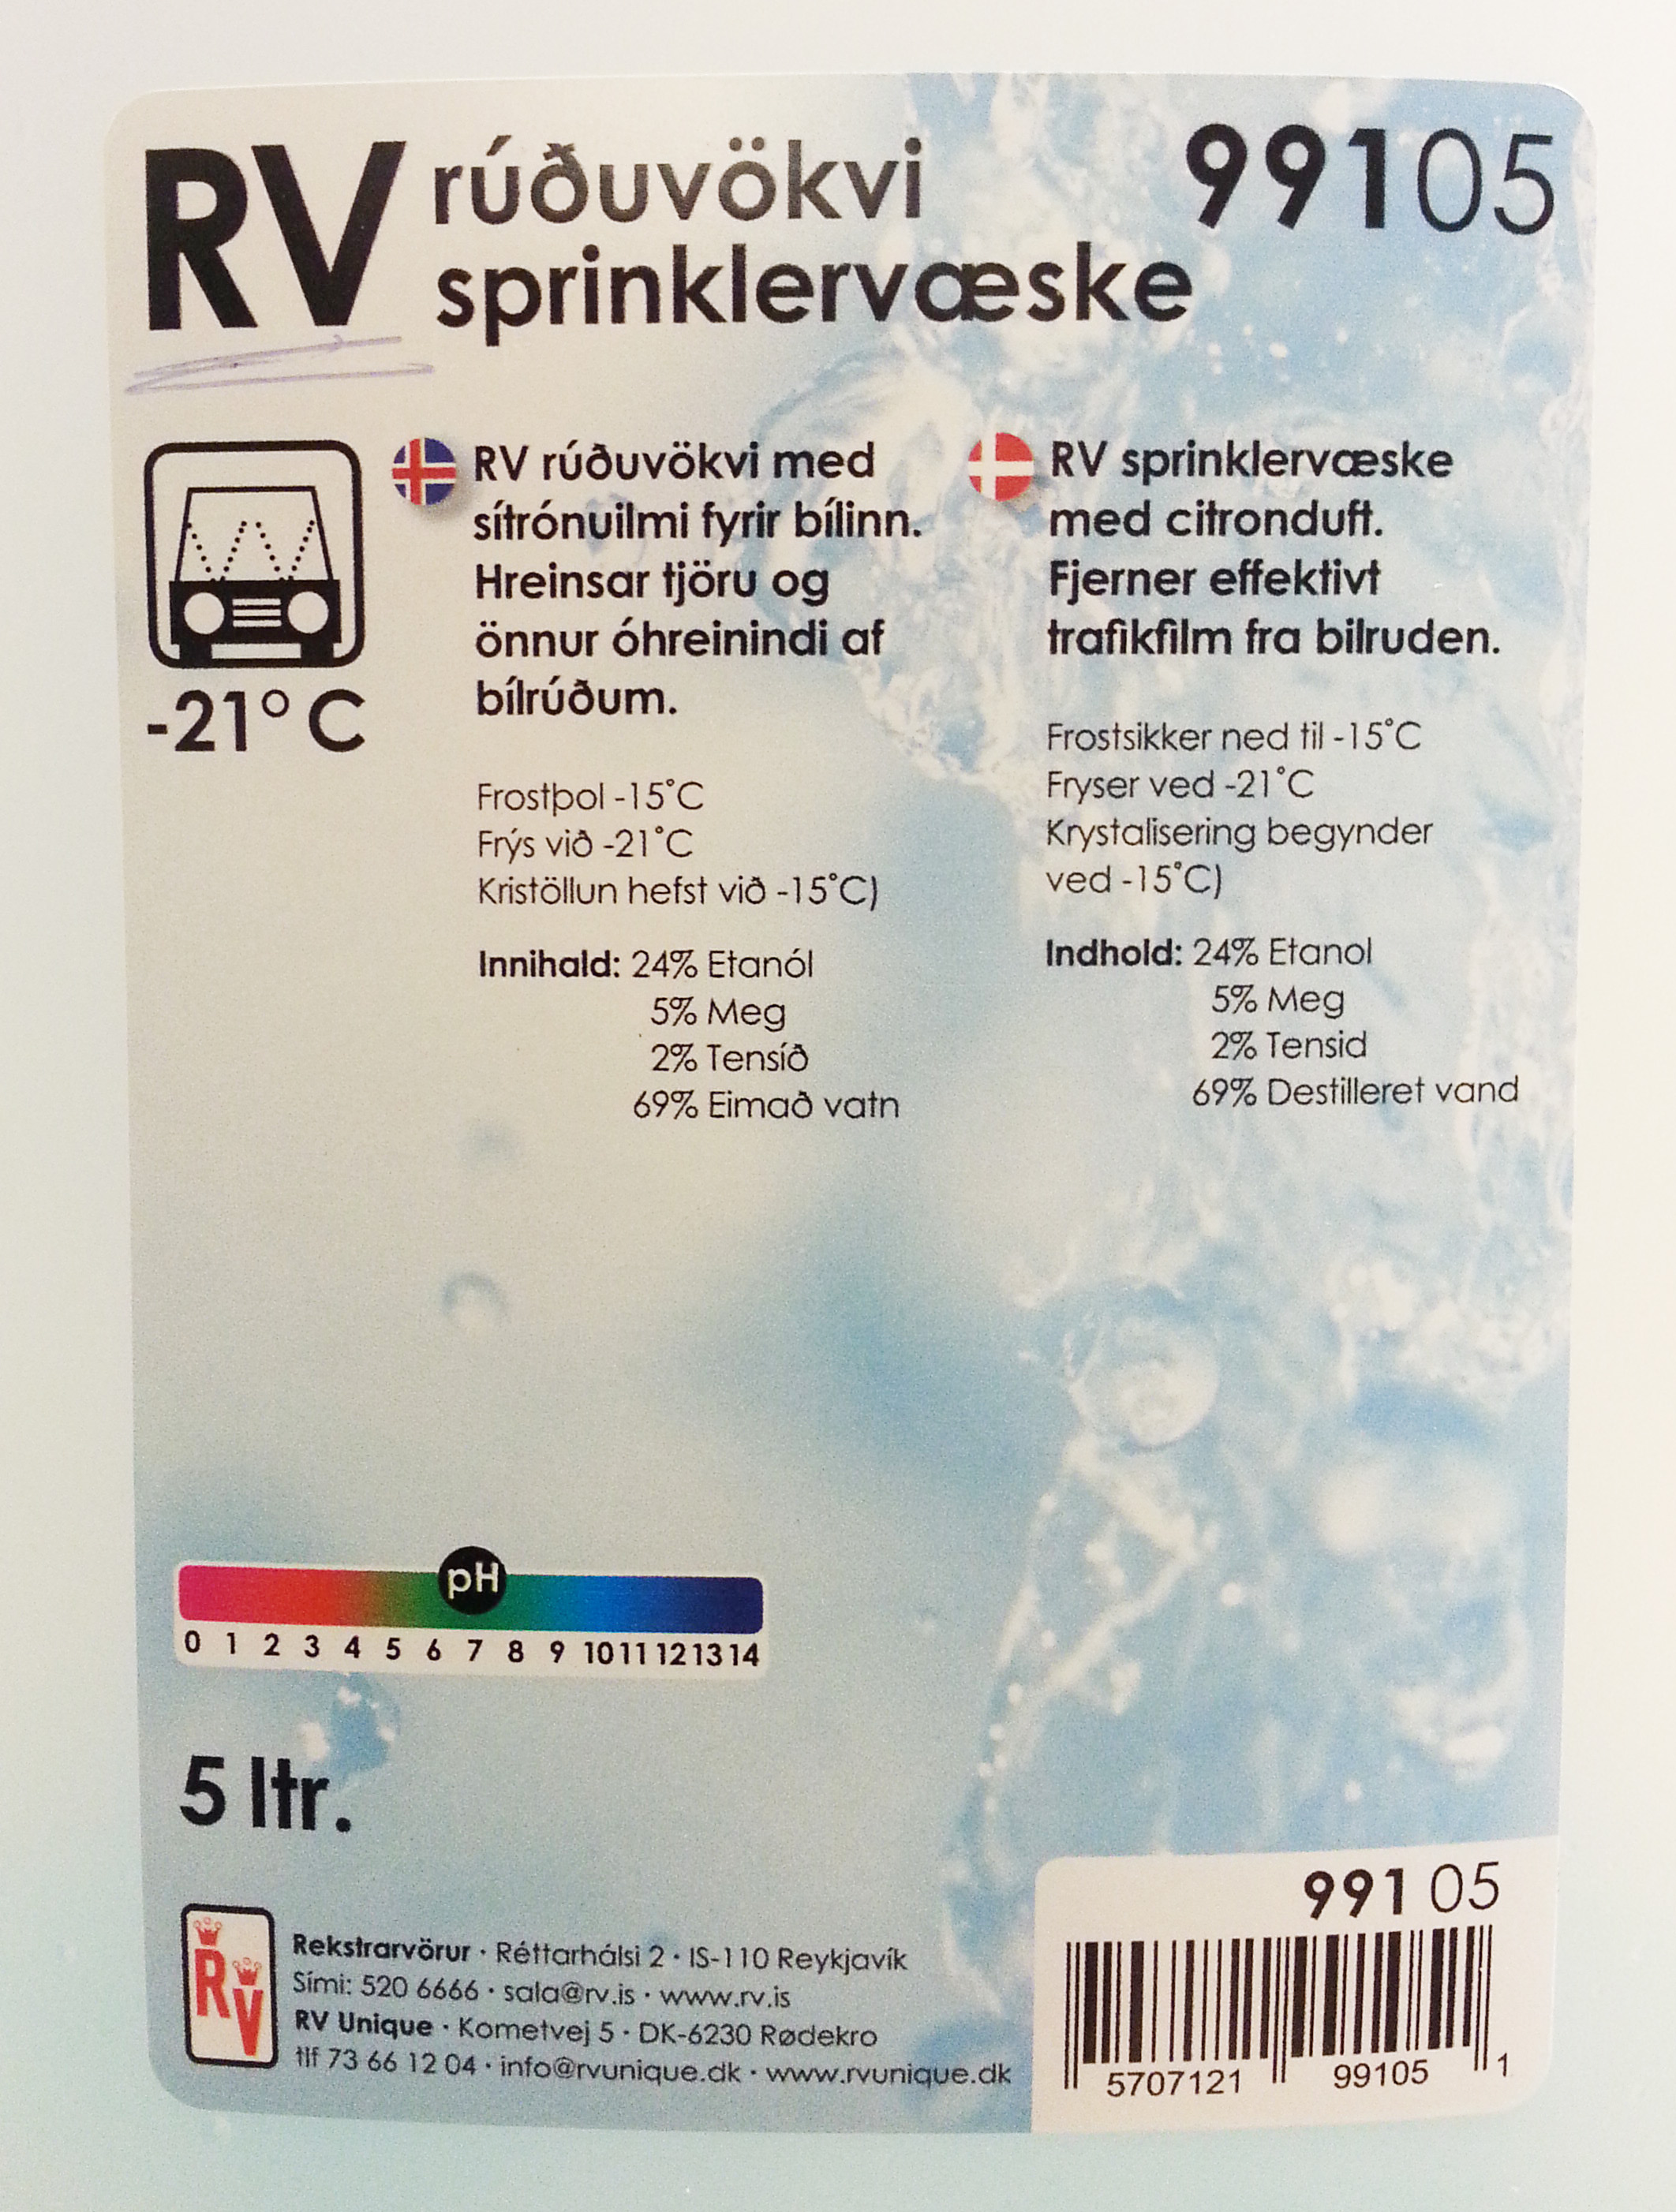 RV rúðuvökvi
sprinklervæske
99105
-21° C
RV rúðuvökvi med
sítrónuilmi fyrir bílinn.
Hreinsar tjöru og
önnur óhreinindi af
bílrúðum.
Frostþol -15°C
Frýs við -21°C
Kristöllun hefst við -15°C)
Innihald: 24% Etanól
5% Meg
2% Tensíð
69% Eimað vatn
RV sprinklervæske
med citronduft.
Fjerner effektivt
trafikfilm fra bilruden.
Frostsikker ned til -15°C
Fryser ved -21°C
Krystalisering begynder
ved -15°C)
Indhold: 24% Etanol
5% Meg
2% Tensid
69% Destilleret vand
pH
0 1 2 3 4 5 6 7 8 9 10 11 12 13 14
5 ltr.
RV
Rekstrarvörur · Réttarhálsi 2 · IS-110 Reykjavík
Sími: 520 6666 · sala@rv.is · www.rv.is
RV Unique · Kometvej 5 · DK-6230 Rødekro
tlf 73 66 12 04 · info@rvunique.dk · www.rvunique.dk
991 05
5707121 99105 1